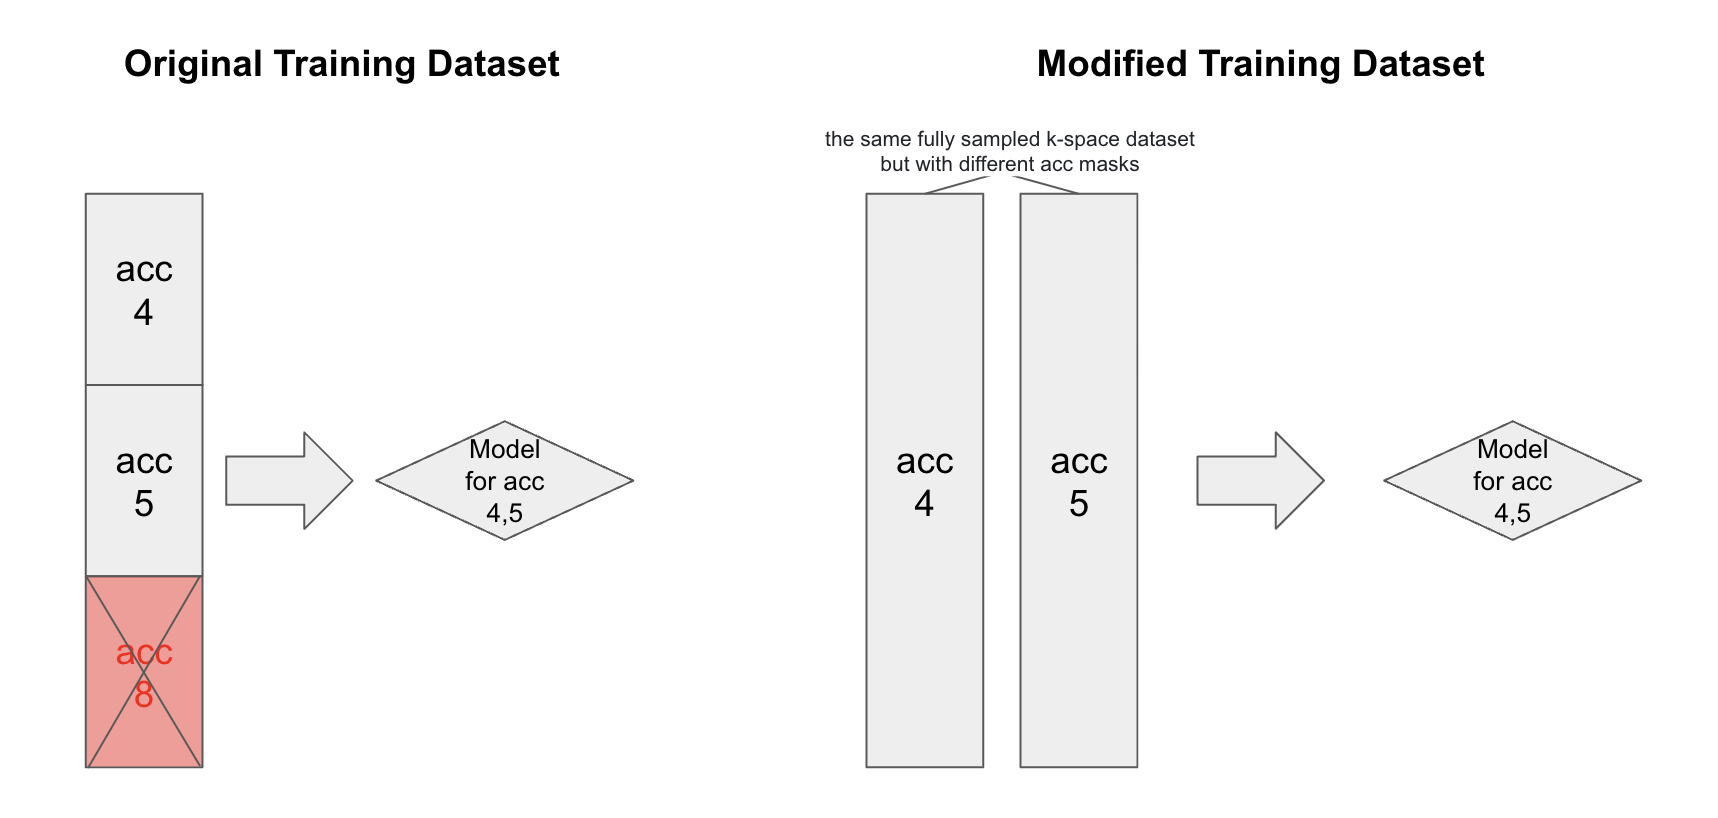 Original Training Dataset
acc
4
acc
5
acc
8
Model
for acc
4,5
Modified Training Dataset
the same fully sampled k-space dataset
but with different acc masks
acc
4
acc
5
Model
for acc
4,5